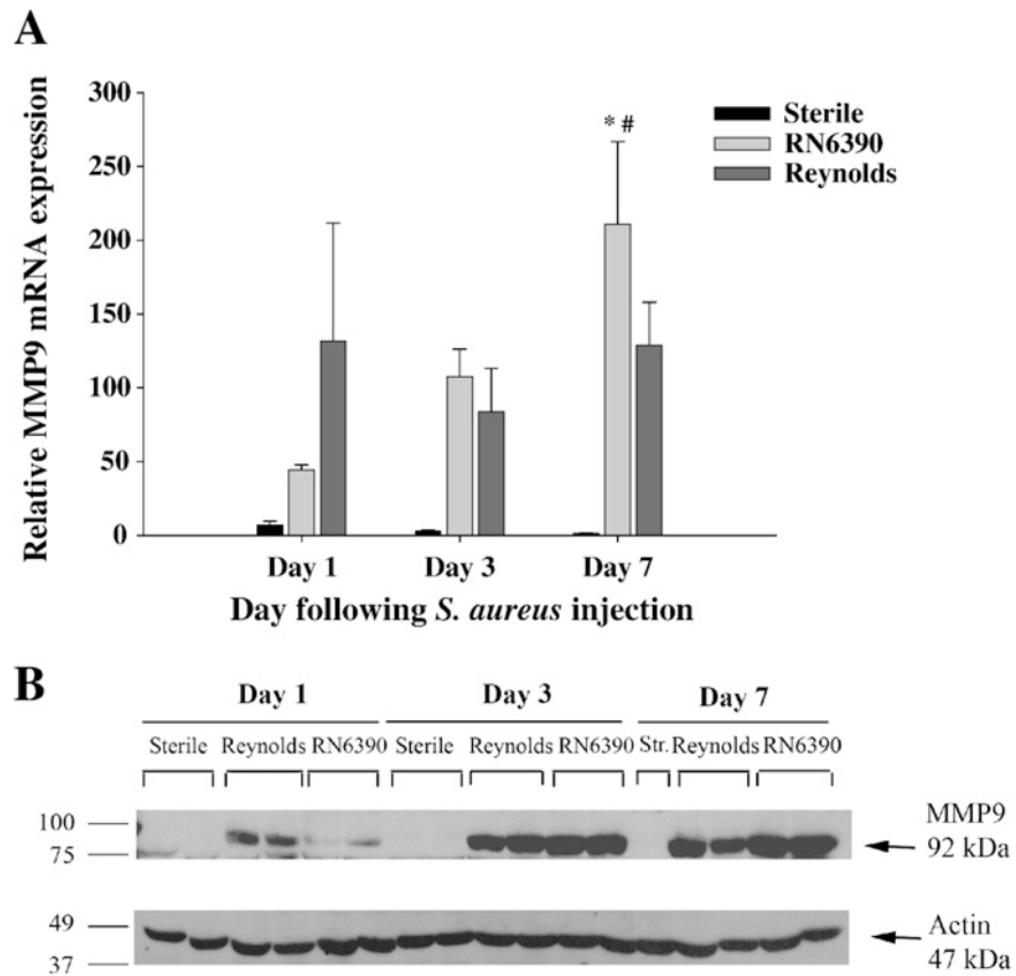 A
Relative MMP9 mRNA expression
300
250
200
150
100
50
0
* #
Sterile
RN6390
Reynolds
Day 1 Day 3 Day 7
Day following S. aureus injection
B
Day 1 Day 3 Day 7
Sterile Reynolds RN6390 Sterile Reynolds RN6390 Str. Reynolds RN6390
100
75
MMP9
92 kDa
49
37
Actin
47 kDa